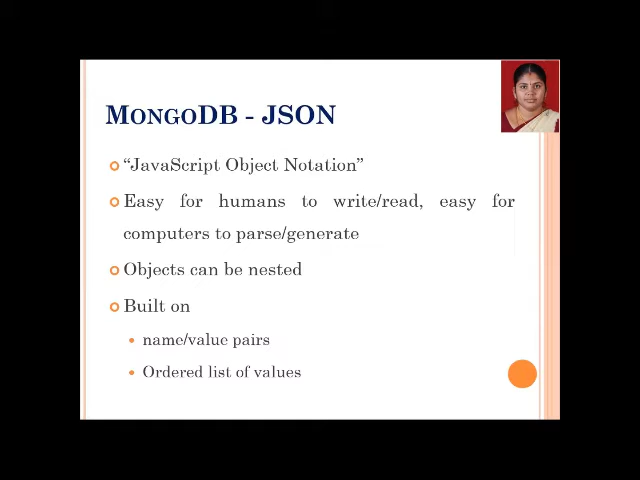 MONGODB - JSON
“JavaScript Object Notation”
Easy for humans to write/read, easy for
computers to parse/generate
Objects can be nested
Built on
name/value pairs
Ordered list of values